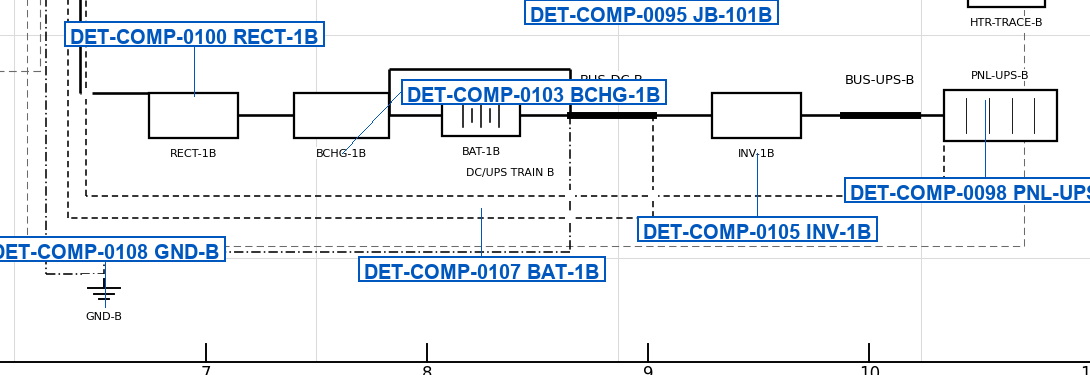 DET-COMP-0095 JB-101B
HTR-TRACE-B
DET-COMP-0100 RECT-1B
BUS-DC-B
BUS-UPS-B
PNL-UPS-B
DET-COMP-0103 BCHG-1B
RECT-1B
BCHG-1B
BAT-1B
INV-1B
DC/UPS TRAIN B
DET-COMP-0098 PNL-UPS
DET-COMP-0105 INV-1B
DET-COMP-0108 GND-B
DET-COMP-0107 BAT-1B
GND-B
7
8
9
10
1